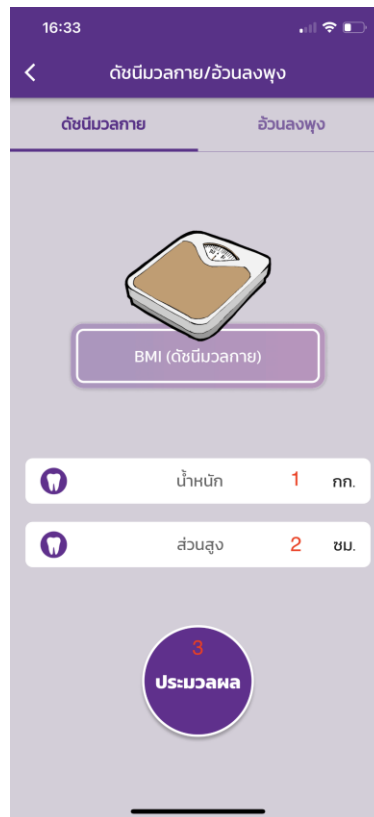 16:33
ดัชนีมวลกาย/อ้วนลงพุง
ดัชนีมวลกาย อ้วนลงพุง
BMI (ดัชนีมวลกาย)
น้ำหนัก 1 กก.
ส่วนสูง 2 ซม.
3
ประมวลผล